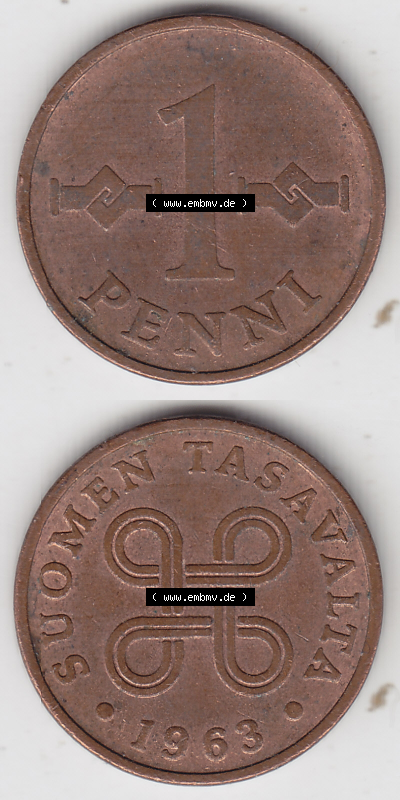 1
( www.embmv.de )
PENNI
SUOMEN TASAVALTA
( www.embmv.de )
• 1963 •